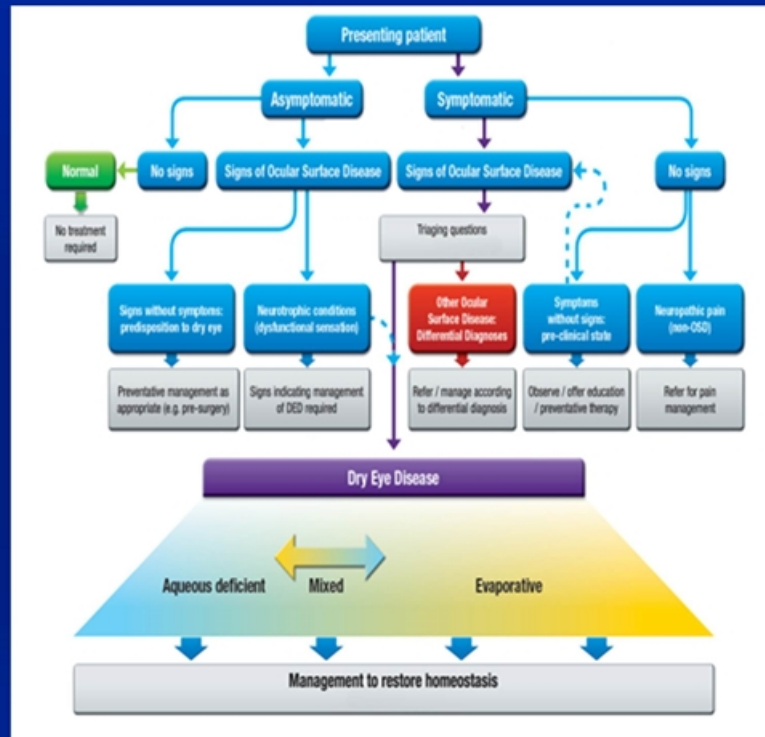 Presenting patient
Asymptomatic
Symptomatic
Normal
No signs
Signs of Ocular Surface Disease
Signs of Ocular Surface Disease
No signs
No treatment
required
Triaging questions
Signs without symptoms:
predisposition to dry eye
Neurotrophic conditions
(dysfunctional sensation)
Other Ocular
Surface Disease:
Differential Diagnoses
Symptoms
without signs:
pre-clinical state
Neuropathic pain
(non-OSD)
Preventative management as
appropriate (e.g. pre-surgery)
Signs indicating management
of DED required
Refer / manage according
to differential diagnosis
Observe / offer education
/ preventative therapy
Refer for pain
management
Dry Eye Disease
Aqueous deficient
Mixed
Evaporative
Management to restore homeostasis